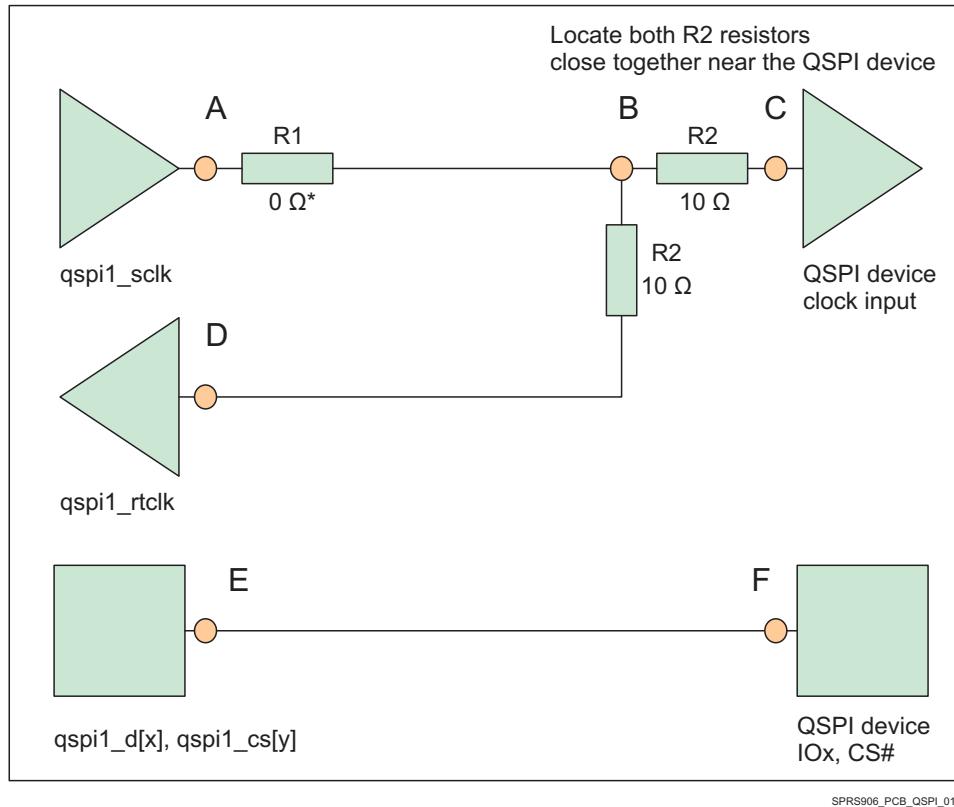 Locate both R2 resistors
close together near the QSPI device
A
R1
0 Ω*
B
R2
10 Ω
C
qspi1_sclk
R2
10 Ω
QSPI device
clock input
D
qspi1_rtclk
E
F
qspi1_d[x], qspi1_cs[y]
QSPI device
IOx, CS#
SPRS906_PCB_QSPI_01